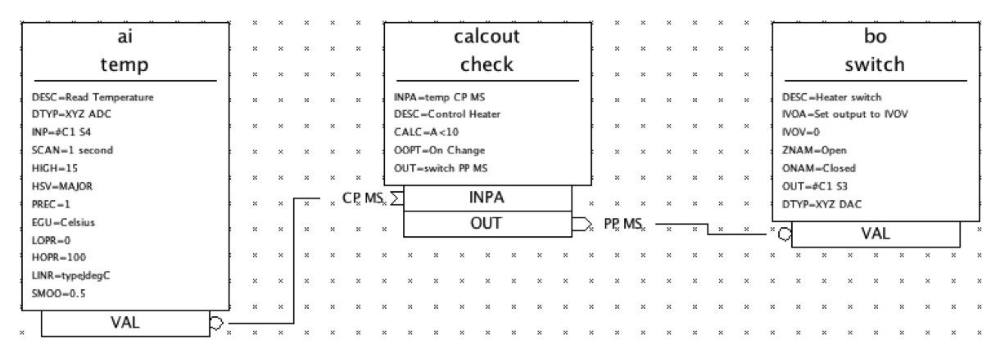 ai
temp
DESC=Read Temperature
DTYP=XYZ ADC
INP=#C1 S4
SCAN=1 second
HIGH=15
HSV=MAJOR
PREC=1
EGU=Celsius
LOPR=0
HOPR=100
LINR=typeJdegC
SMOO=0.5
VAL
calcout
check
INPA=temp CP MS
DESC=Control Heater
CALC=A<10
OOPT=On Change
OUT=switch PP MS
CP MS
INPA
OUT
PP MS
bo
switch
DESC=Heater switch
IVOA=Set output to IVOV
IVOV=0
ZNAM=Open
ONAM=Closed
OUT=#C1 S3
DTYP=XYZ DAC
VAL